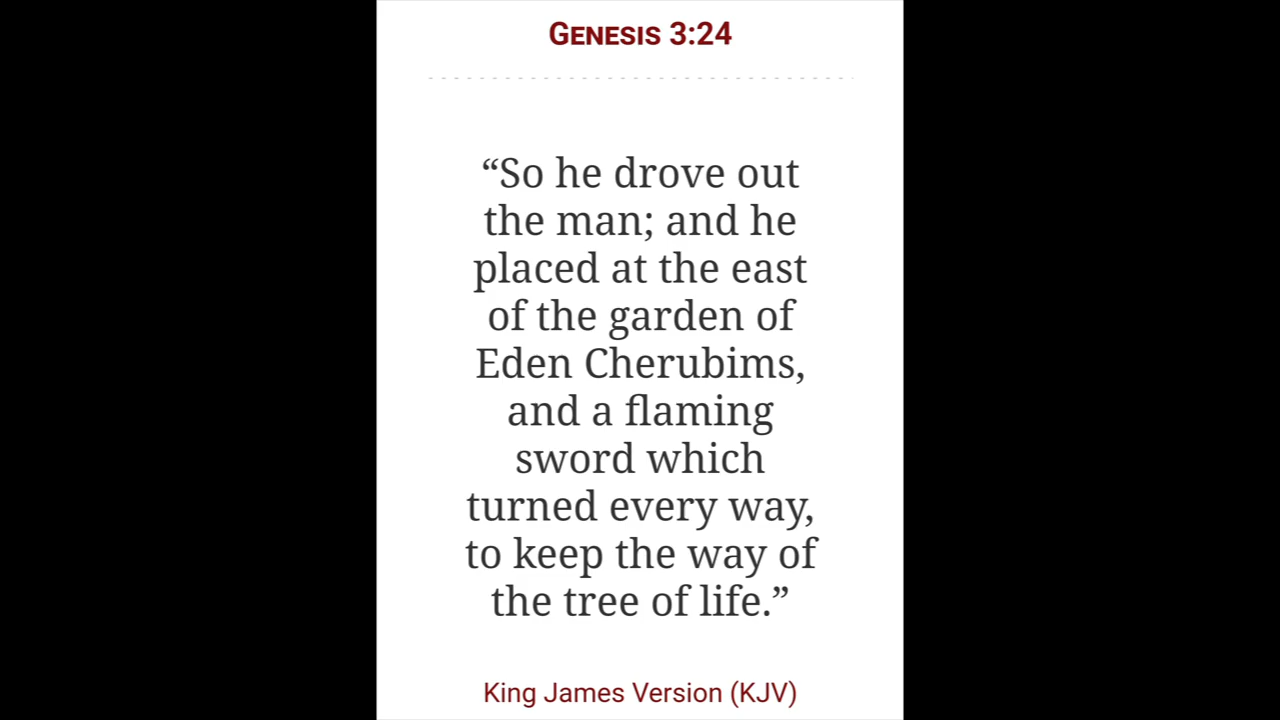 Genesis 3:24
“So he drove out
the man; and he
placed at the east
of the garden of
Eden Cherubims,
and a flaming
sword which
turned every way,
to keep the way of
the tree of life.”
King James Version (KJV)